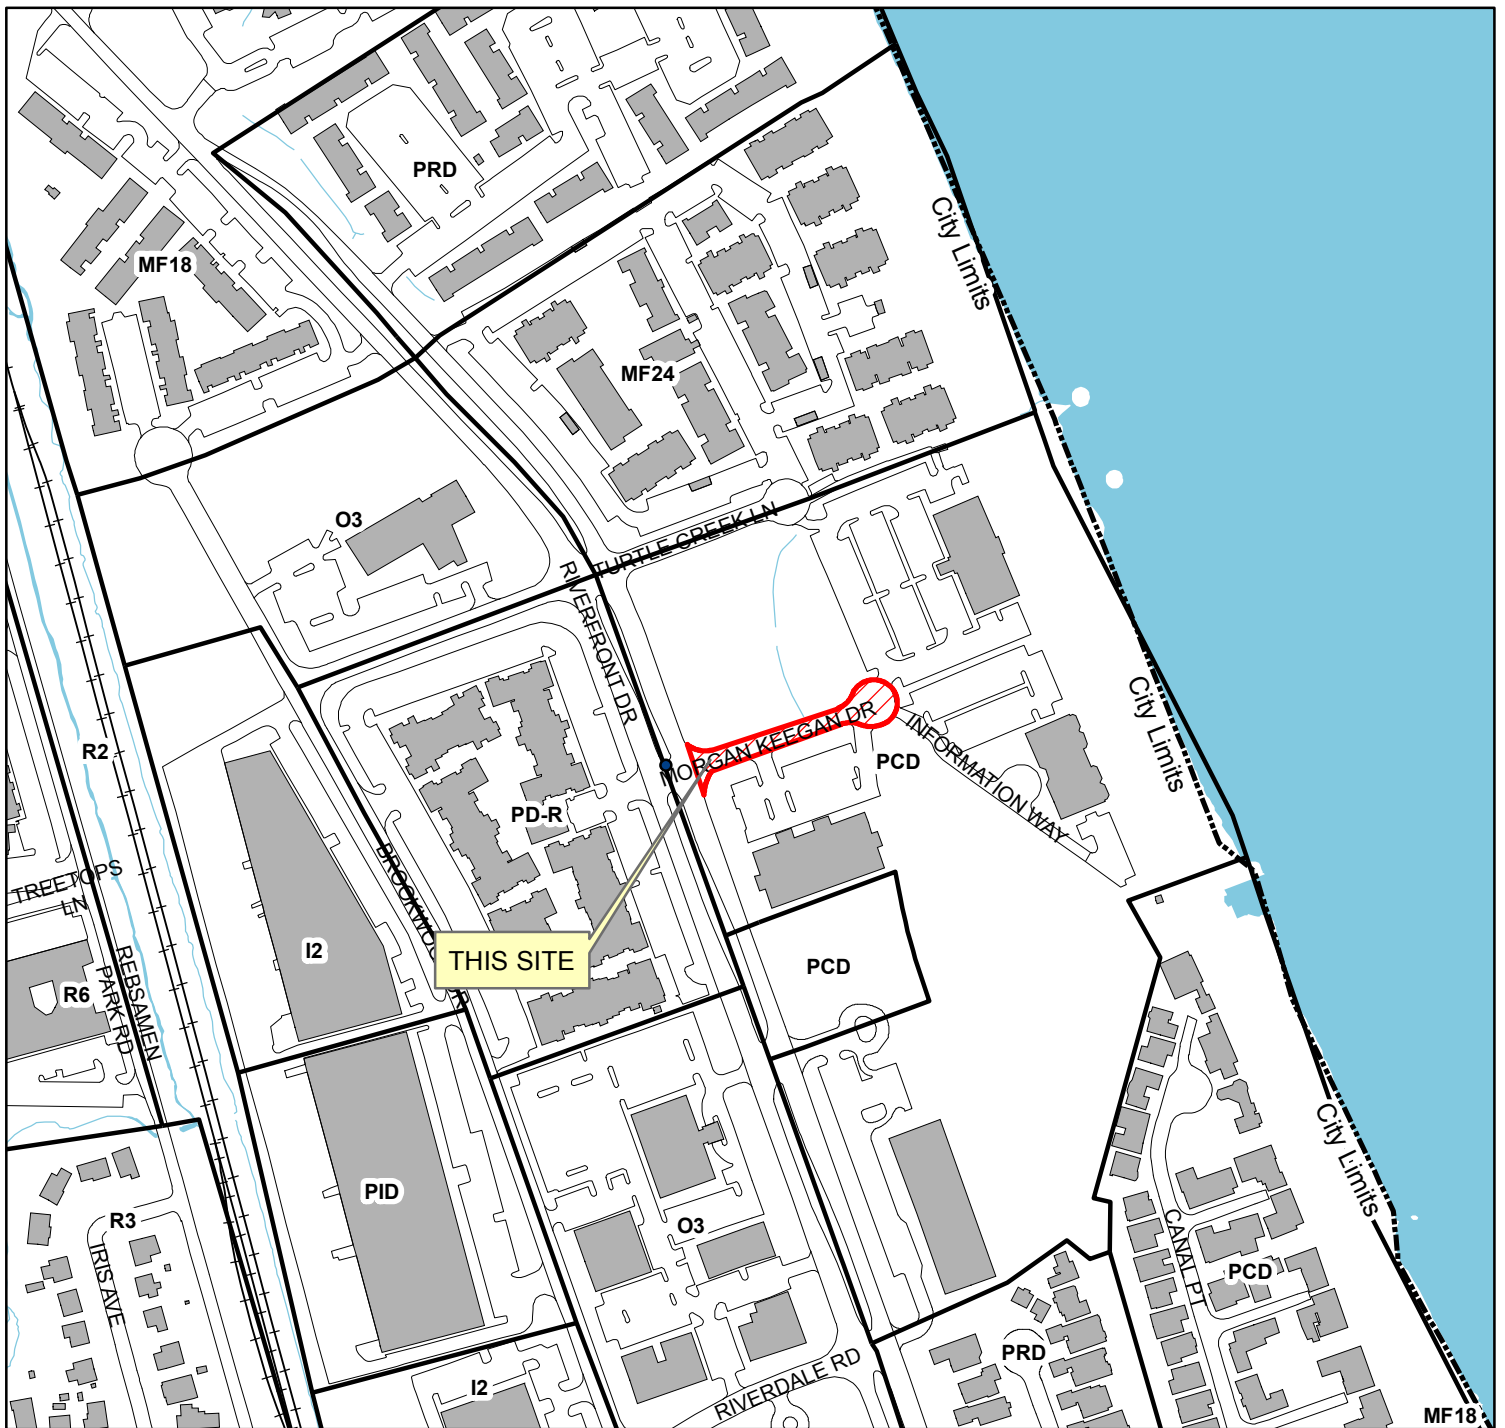 PRD
City Limits
MF18
MF24
O3
TURTLE CREEK LN
RIVERFRONT DR
City Limits
MORGAN KEEGAN DR
INFORMATION WAY
R2
PCD
PD-R
BROOKWOOD DR
TREETOPS
LN
I2
THIS SITE
PCD
REBSAMEN
PARK RD
R6
City Limits
PID
R3
IRIS AVE
O3
CANAL PT
PCD
PRD
I2
RIVERDALE RD
MF18